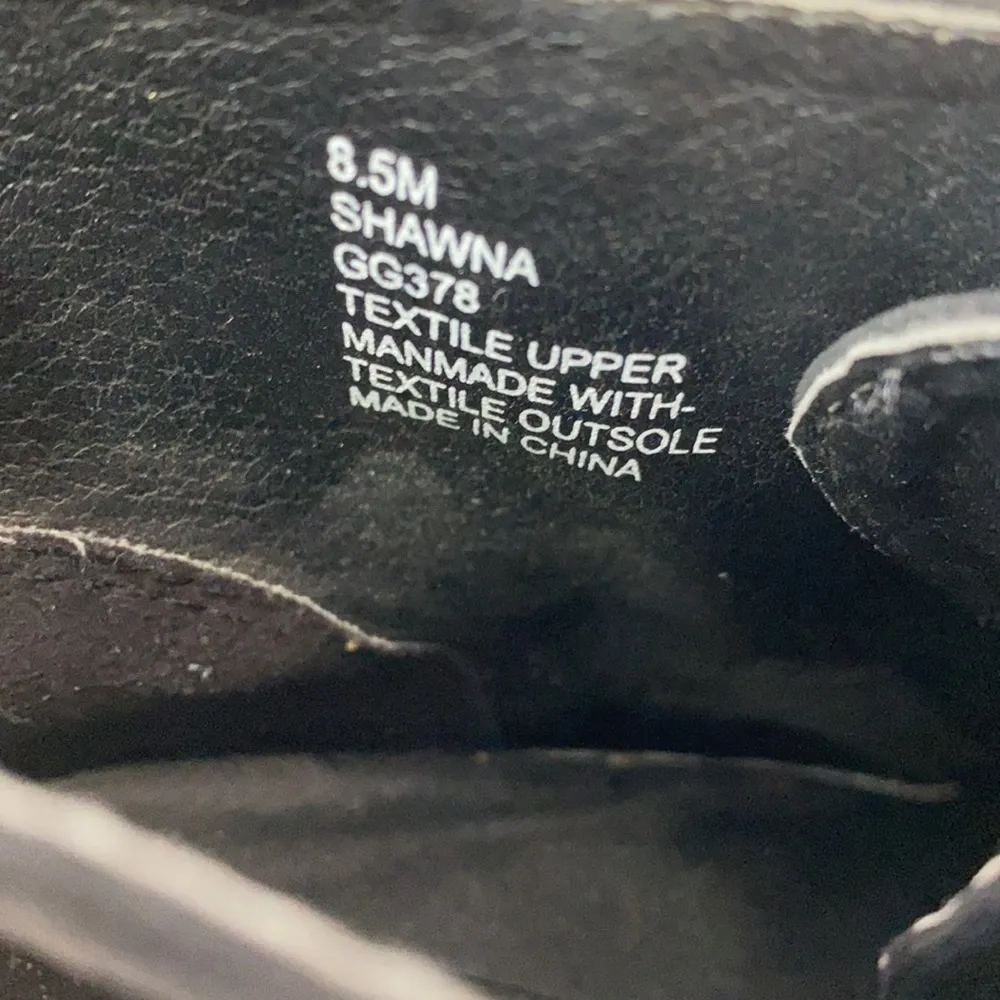 8.5M
SHAWNA
GG378
TEXTILE UPPER
MANMADE WITH-
TEXTILE OUTSOLE
MADE IN CHINA